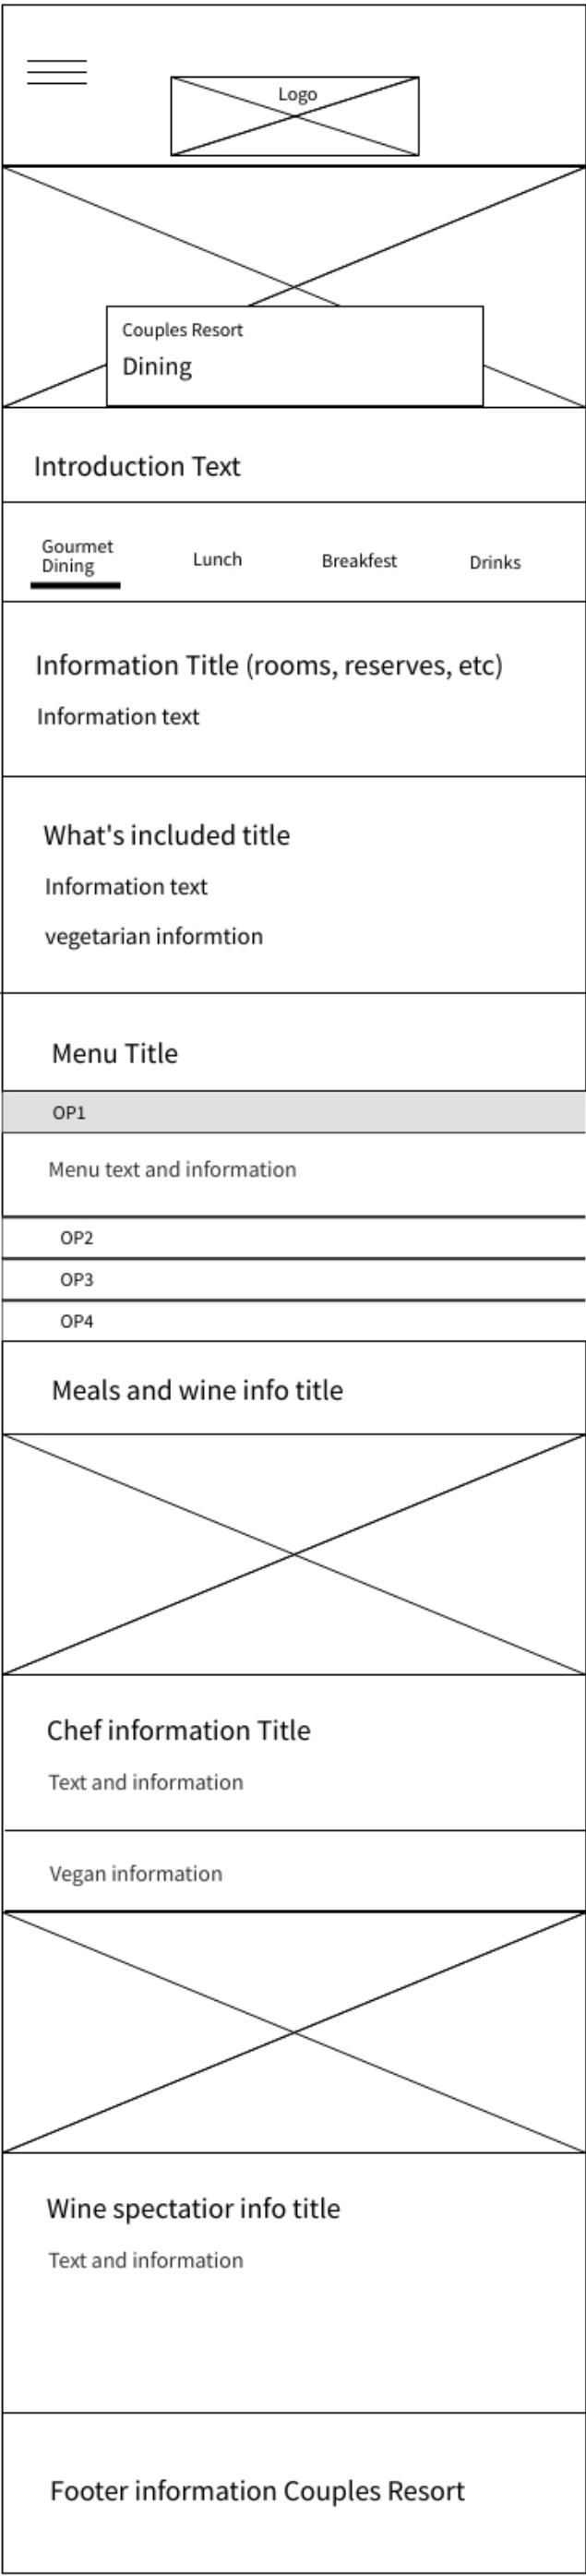 Logo
Couples Resort
Dining
Introduction Text
Gourmet
Dining
Lunch
Breakfest
Drinks
Information Title (rooms, reserves, etc)
Information text
What's included title
Information text
vegetarian informtion
Menu Title
OP1
Menu text and information
OP2
OP3
OP4
Meals and wine info title
Chef information Title
Text and information
Vegan information
Wine spectatior info title
Text and information
Footer information Couples Resort